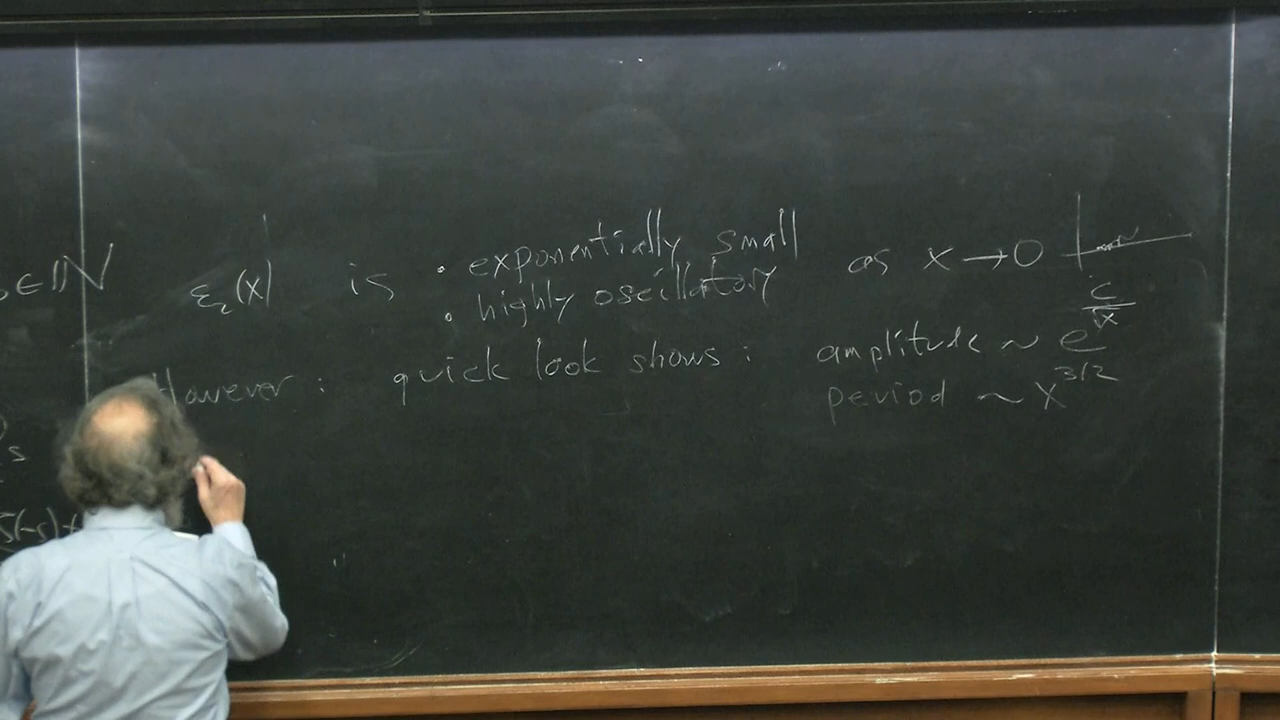 ∈ ℕ
ε₂(x) is • exponentially small as x → 0
• highly oscillatory
However : quick look shows : amplitude ~ e^{c/√x}
period ~ x^{3/2}
s
ζ(-s)+